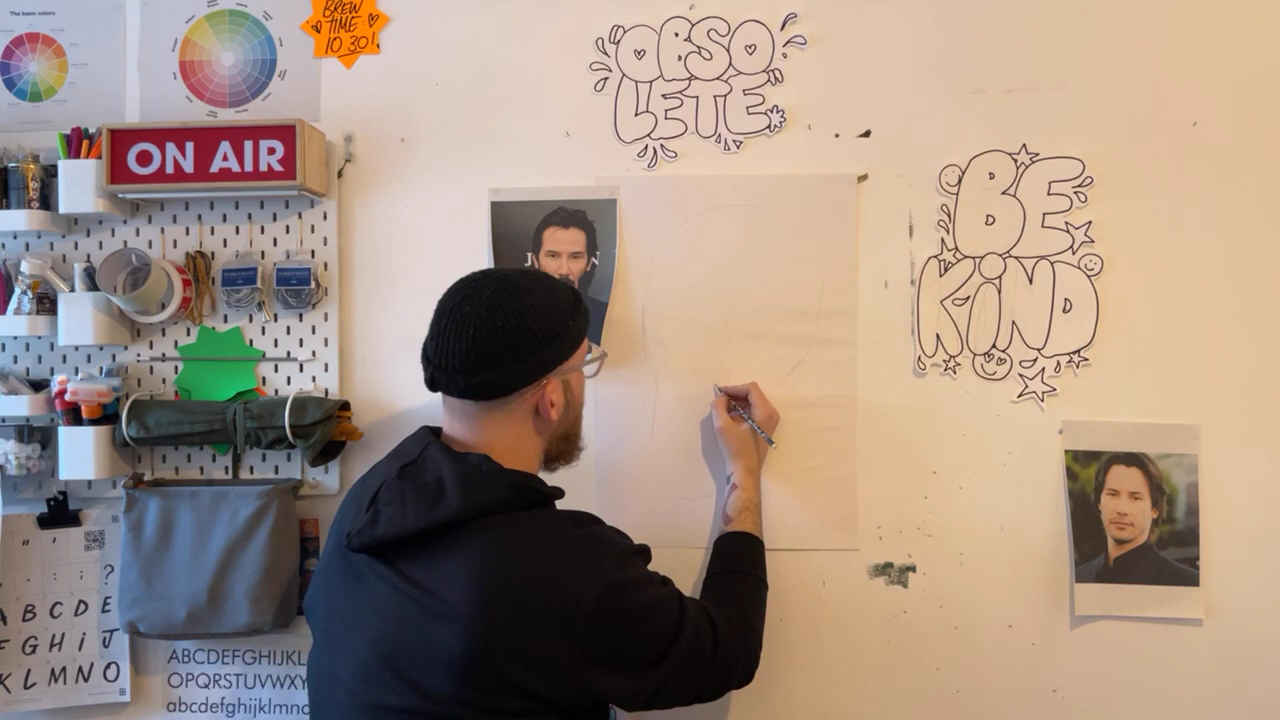 The basic colors
BREW
TIME
10.30!
ON AIR
OBSO
LETE
BE
KiND
J
N
" '
. : ; ?
A B C D E
F G H i J
K L M N O
ABCDEFGHIJKL
OPQRSTUVWXY
abcdefghijklmno